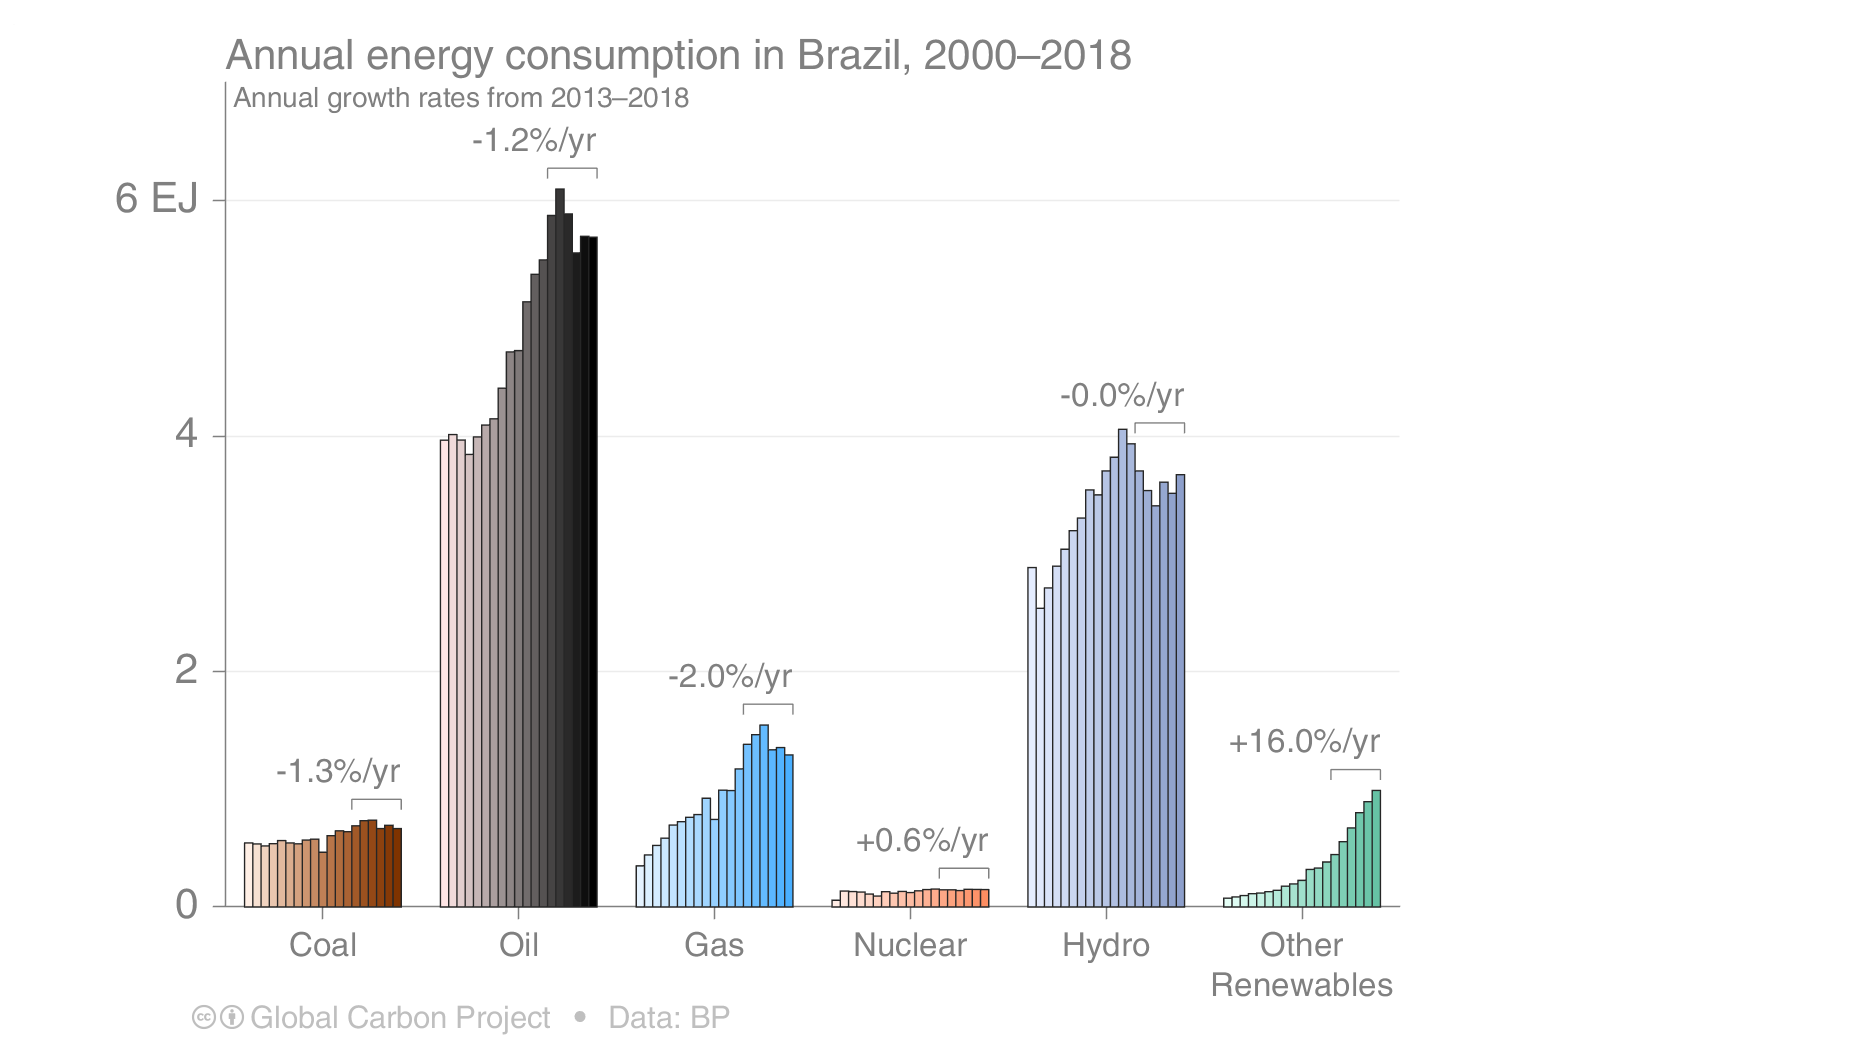 Annual energy consumption in Brazil, 2000–2018
Annual growth rates from 2013–2018
-1.2%/yr
6 EJ
-0.0%/yr
4
-2.0%/yr
2
+16.0%/yr
-1.3%/yr
+0.6%/yr
0
Coal
Oil
Gas
Nuclear
Hydro
Other
Renewables
cc Global Carbon Project • Data: BP